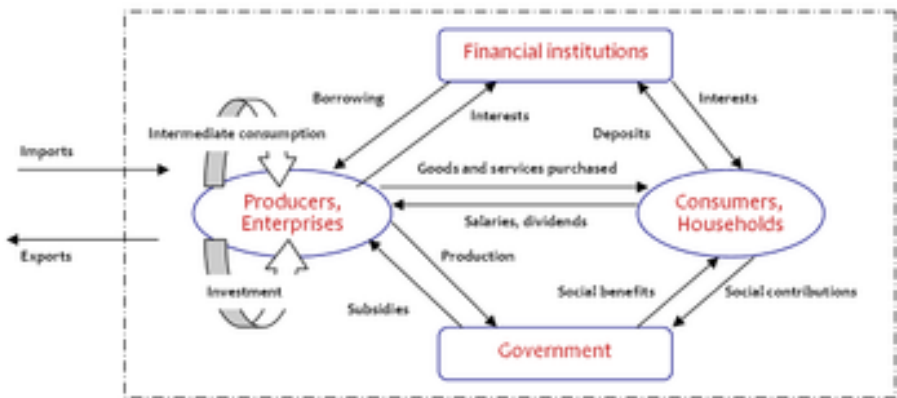 Financial institutions
Borrowing
Interests
Interests
Deposits
Intermediate consumption
Imports
Goods and services purchased
Producers,
Enterprises
Consumers,
Households
Salaries, dividends
Exports
Production
Investment
Social benefits
Social contributions
Subsidies
Government